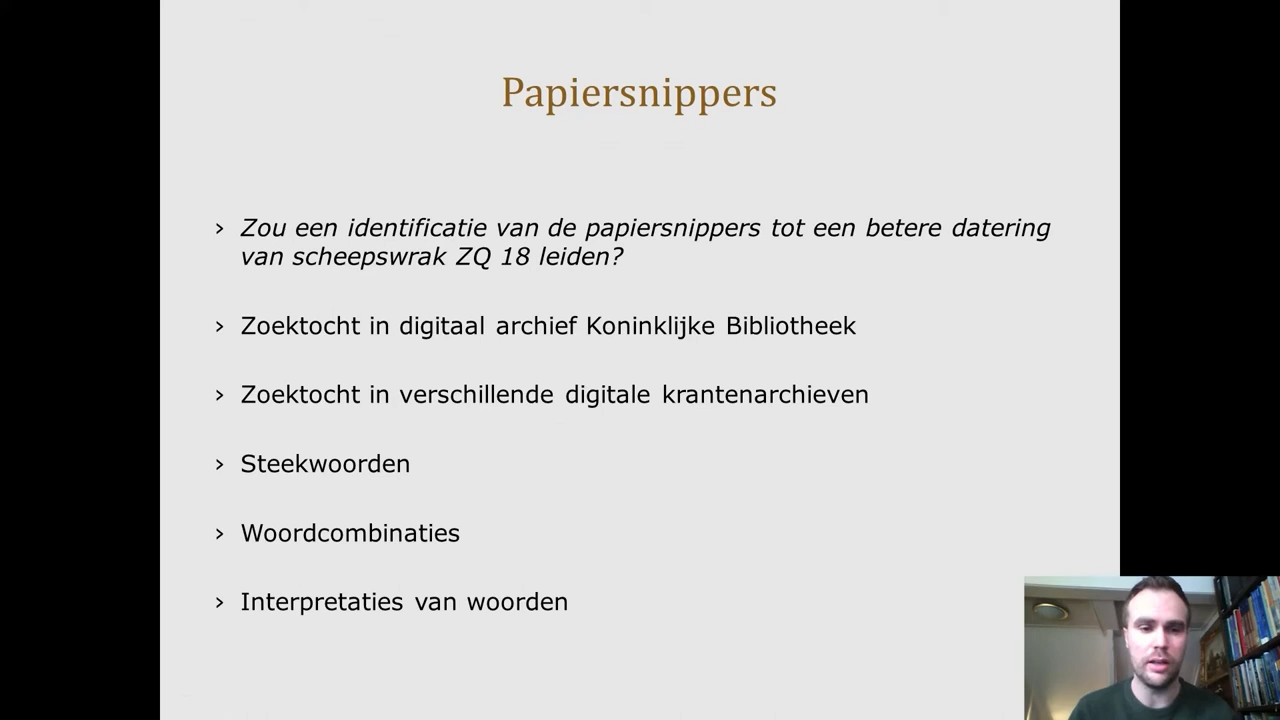 Papiersnippers
› Zou een identificatie van de papiersnippers tot een betere datering
van scheepswrak ZQ 18 leiden?
› Zoektocht in digitaal archief Koninklijke Bibliotheek
› Zoektocht in verschillende digitale krantenarchieven
› Steekwoorden
› Woordcombinaties
› Interpretaties van woorden